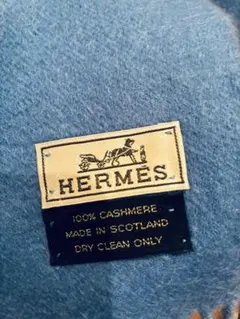 HERMES
100% CASHMERE
MADE IN SCOTLAND
DRY CLEAN ONLY